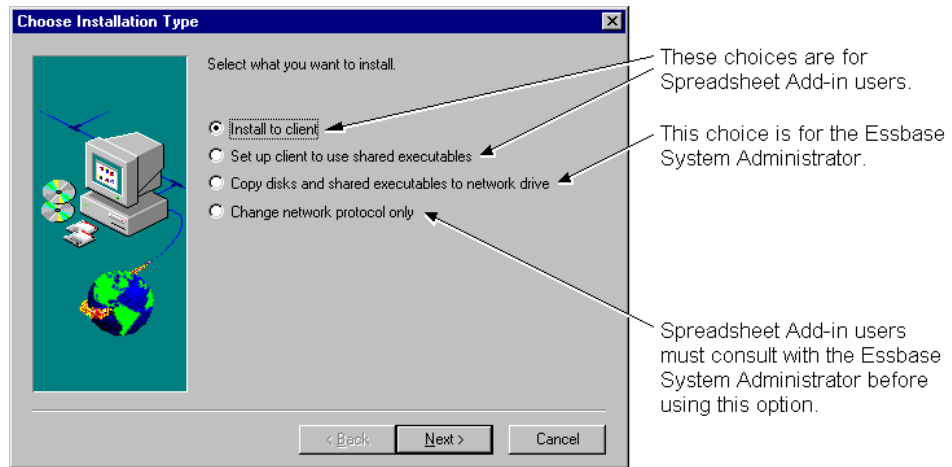 Choose Installation Type
Select what you want to install.
Install to client
Set up client to use shared executables
Copy disks and shared executables to network drive
Change network protocol only
< Back
Next >
Cancel
These choices are for
Spreadsheet Add-in users.
This choice is for the Essbase
System Administrator.
Spreadsheet Add-in users
must consult with the Essbase
System Administrator before
using this option.